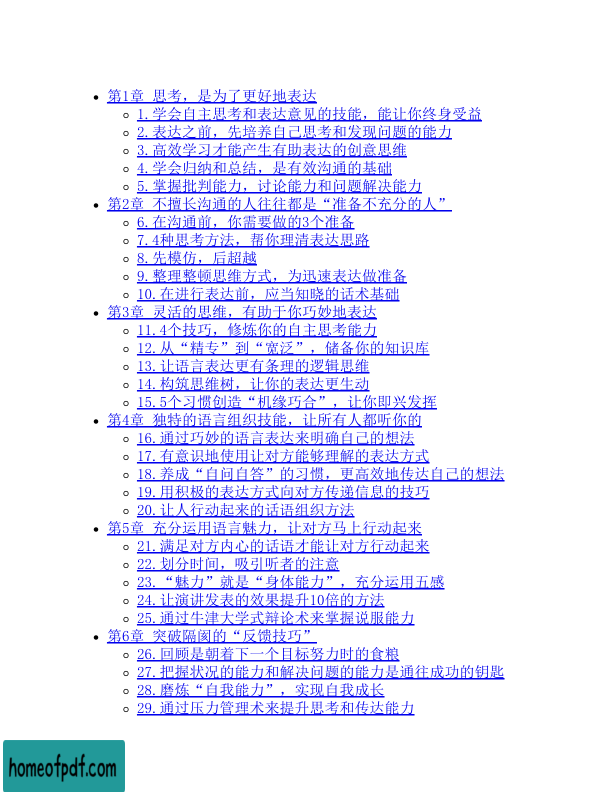 第1章 思考，是为了更好地表达
1.学会自主思考和表达意见的技能，能让你终身受益
2.表达之前，先培养自己思考和发现问题的能力
3.高效学习才能产生有助表达的创意思维
4.学会归纳和总结，是有效沟通的基础
5.掌握批判能力，讨论能力和问题解决能力
第2章 不擅长沟通的人往往都是“准备不充分的人”
6.在沟通前，你需要做的3个准备
7.4种思考方法，帮你理清表达思路
8.先模仿，后超越
9.整理整顿思维方式，为迅速表达做准备
10.在进行表达前，应当知晓的话术基础
第3章 灵活的思维，有助于你巧妙地表达
11.4个技巧，修炼你的自主思考能力
12.从“精专”到“宽泛”，储备你的知识库
13.让语言表达更有条理的逻辑思维
14.构筑思维树，让你的表达更生动
15.5个习惯创造“机缘巧合”，让你即兴发挥
第4章 独特的语言组织技能，让所有人都听你的
16.通过巧妙的语言表达来明确自己的想法
17.有意识地使用让对方能够理解的表达方式
18.养成“自问自答”的习惯，更高效地传达自己的想法
19.用积极的表达方式向对方传递信息的技巧
20.让人行动起来的话语组织方法
第5章 充分运用语言魅力，让对方马上行动起来
21.满足对方内心的话语才能让对方行动起来
22.划分时间，吸引听者的注意
23.“魅力”就是“身体能力”，充分运用五感
24.让演讲发表的效果提升10倍的方法
25.通过牛津大学式辩论术来掌握说服能力
第6章 突破隔阂的“反馈技巧”
26.回顾是朝着下一个目标努力时的食粮
27.把握状况的能力和解决问题的能力是通往成功的钥匙
28.磨炼“自我能力”，实现自我成长
29.通过压力管理术来提升思考和传达能力
homeofpdf.com